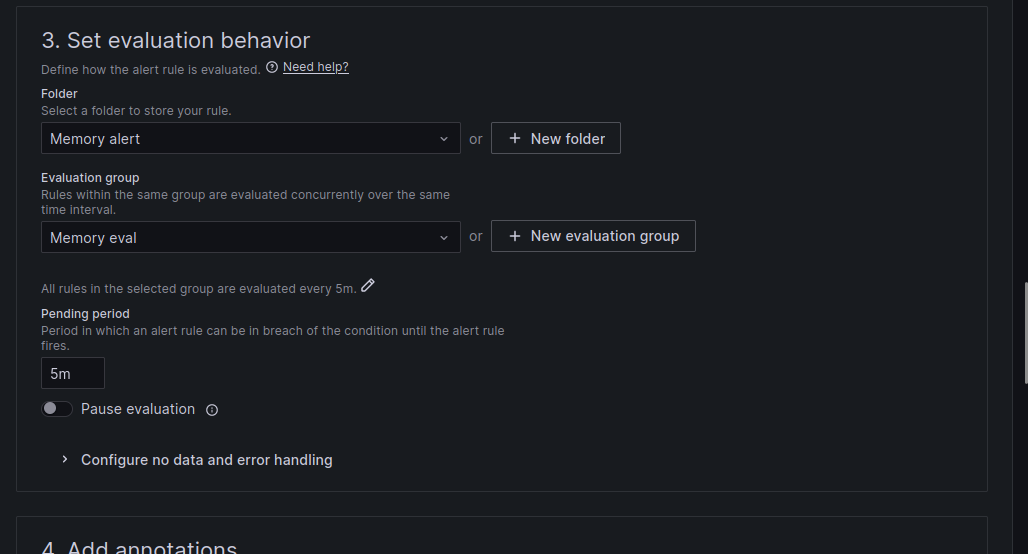 3. Set evaluation behavior
Define how the alert rule is evaluated. Need help?
Folder
Select a folder to store your rule.
Memory alert or + New folder
Evaluation group
Rules within the same group are evaluated concurrently over the same
time interval.
Memory eval or + New evaluation group
All rules in the selected group are evaluated every 5m.
Pending period
Period in which an alert rule can be in breach of the condition until the alert rule
fires.
5m
Pause evaluation
Configure no data and error handling
4. Add annotations